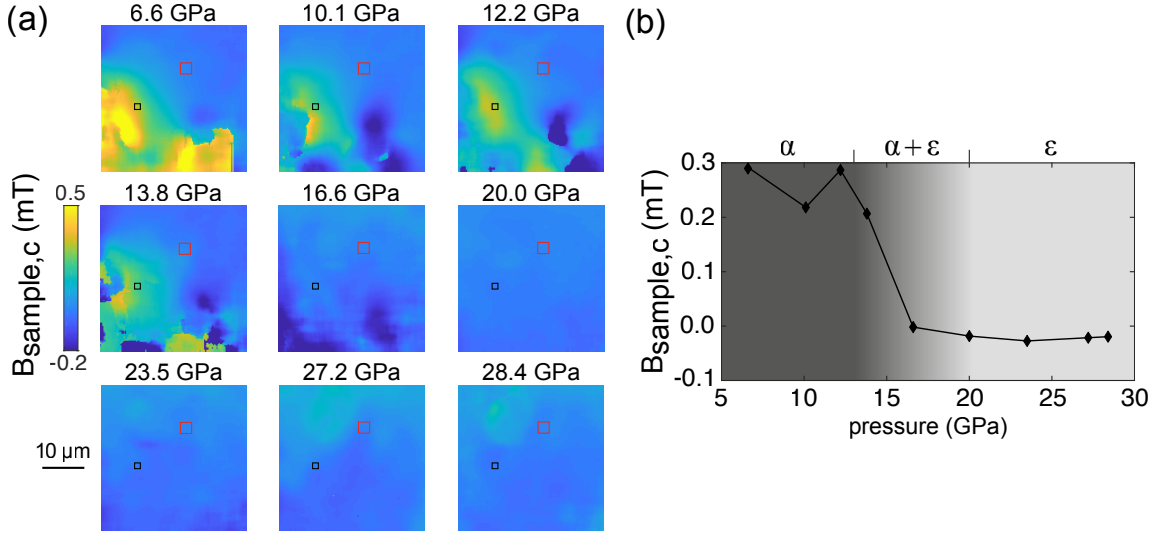 (a)
6.6 GPa
10.1 GPa
12.2 GPa
13.8 GPa
16.6 GPa
20.0 GPa
0.5
-0.2
Bsample,c (mT)
23.5 GPa
27.2 GPa
28.4 GPa
10 µm
(b)
α
α + ε
ε
0.3
0.2
0.3
0.0
-0.1
Bsample,c (mT)
5
10
15
20
25
30
pressure (GPa)